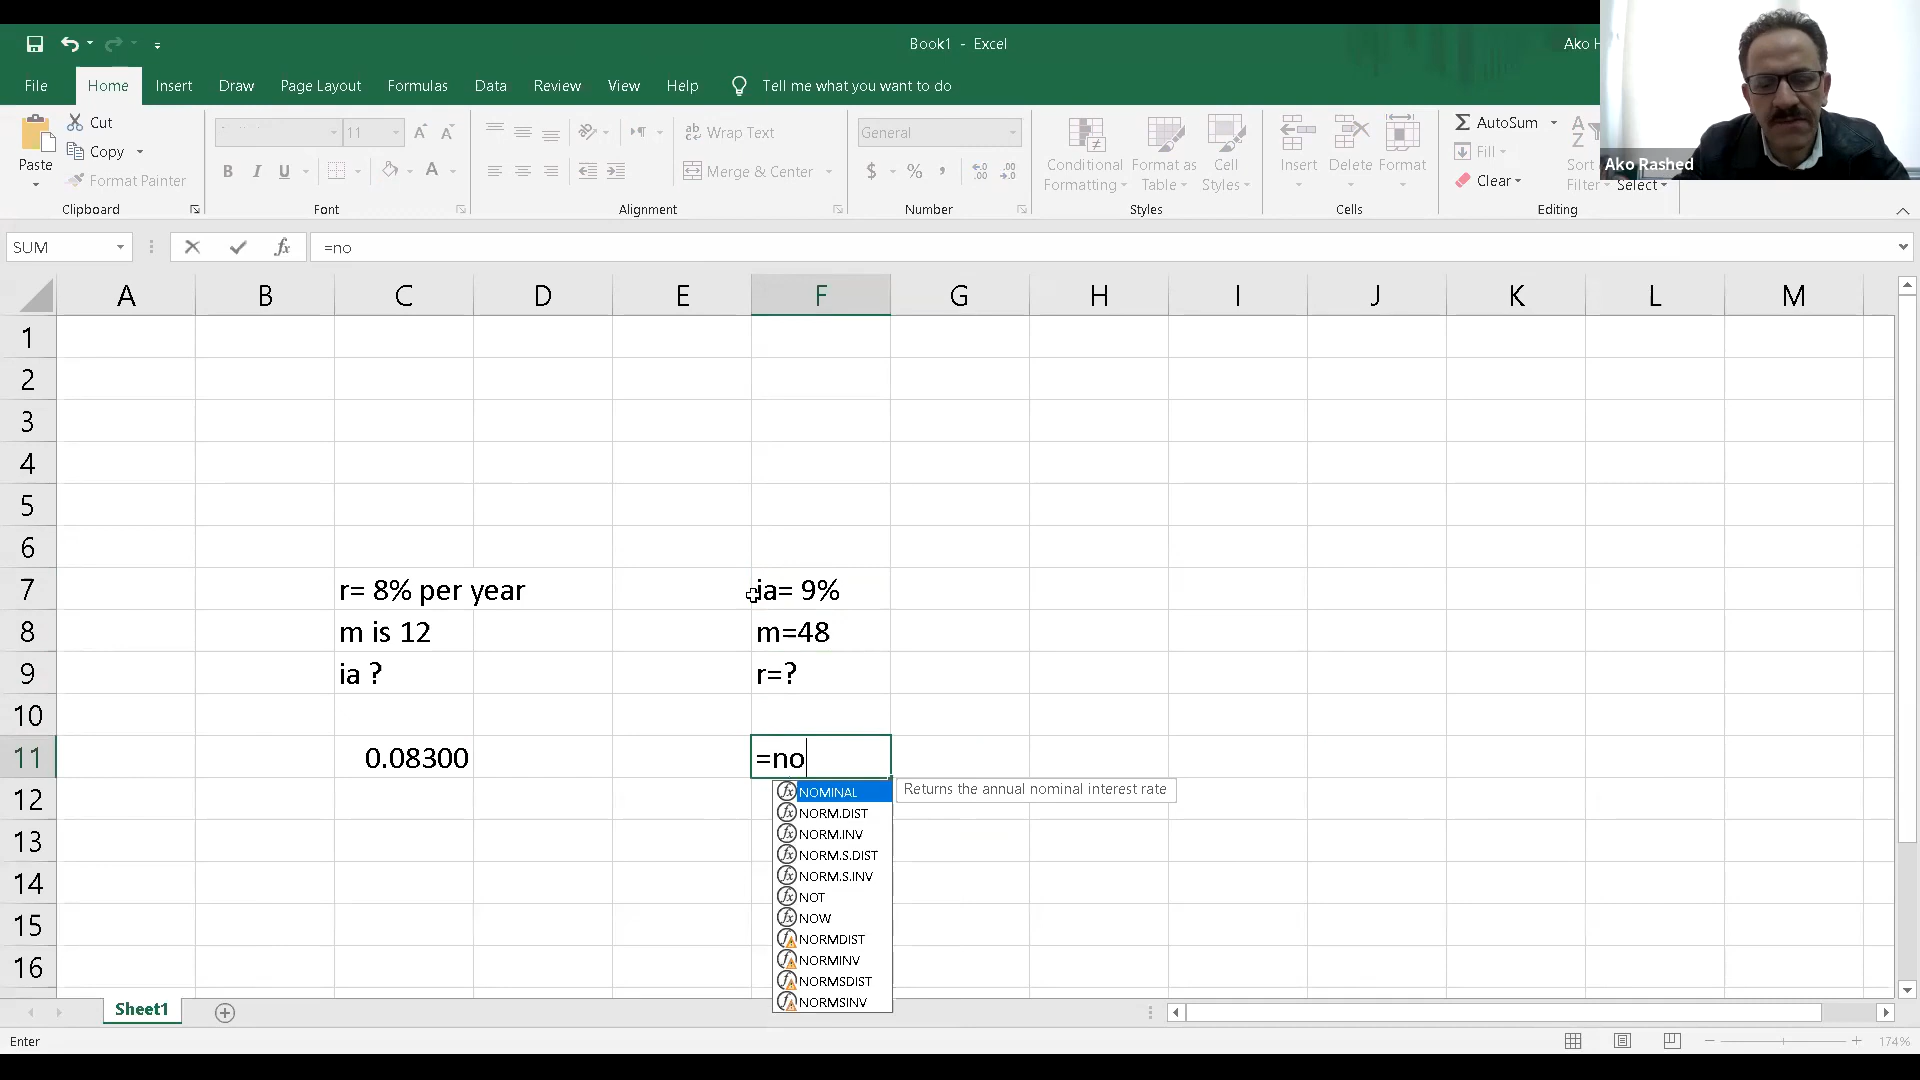 Book1 - Excel
Ako H
File Home Insert Draw Page Layout Formulas Data Review View Help Tell me what you want to do
Ako Rashed
Paste
Cut
Copy
Format Painter
Clipboard
11
A A
B I U A
Font
Wrap Text
Merge & Center
Alignment
General
$ % ,
Number
Conditional Formatting
Format as Table
Cell Styles
Styles
Insert Delete Format
Cells
AutoSum
Fill
Clear
Sort
Filter Select
Editing
SUM fx =no
A B C D E F G H I J K L M
1
2
3
4
5
6
7 r= 8% per year ia= 9%
8 m is 12 m=48
9 ia ? r=?
10
11 0.08300 =no
12
13
14
15
16
NOMINAL Returns the annual nominal interest rate
NORM.DIST
NORM.INV
NORM.S.DIST
NORM.S.INV
NOT
NOW
NORMDIST
NORMINV
NORMSDIST
NORMSINV
Sheet1
Enter 174%